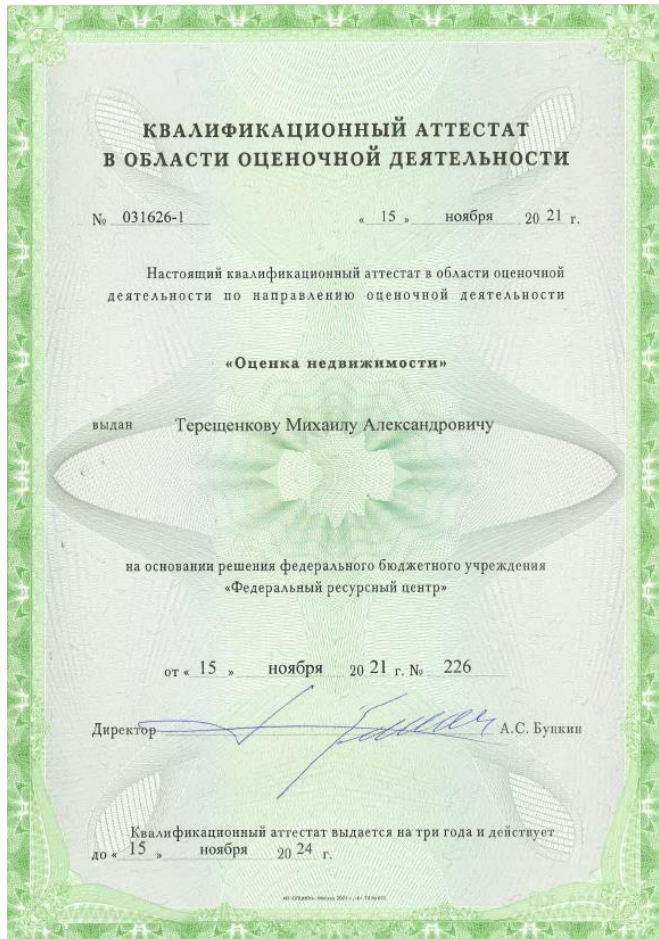 КВАЛИФИКАЦИОННЫЙ АТТЕСТАТ
В ОБЛАСТИ ОЦЕНОЧНОЙ ДЕЯТЕЛЬНОСТИ
№ 031626-1 « 15 » ноября 20 21 г.
Настоящий квалификационный аттестат в области оценочной
деятельности по направлению оценочной деятельности
«Оценка недвижимости»
выдан Терещенкову Михаилу Александровичу
на основании решения федерального бюджетного учреждения
«Федеральный ресурсный центр»
от « 15 » ноября 20 21 г. № 226
Директор А.С. Бункин
Квалификационный аттестат выдается на три года и действует
до « 15 » ноября 20 24 г.